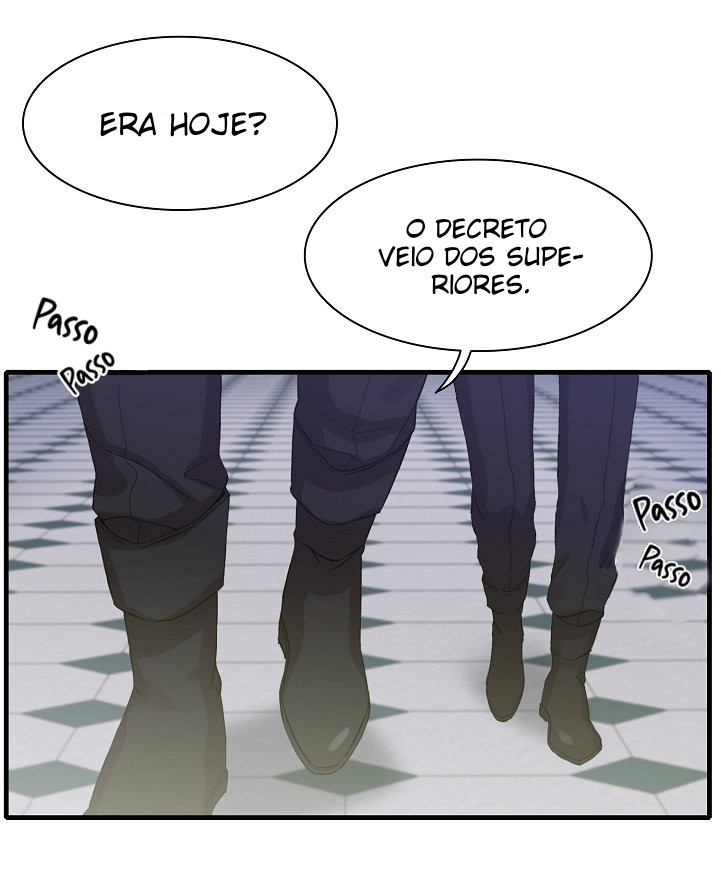 ERA HOJE?
O DECRETO
VEIO DOS SUPE-
RIORES.
Passo
Passo
Passo
Passo